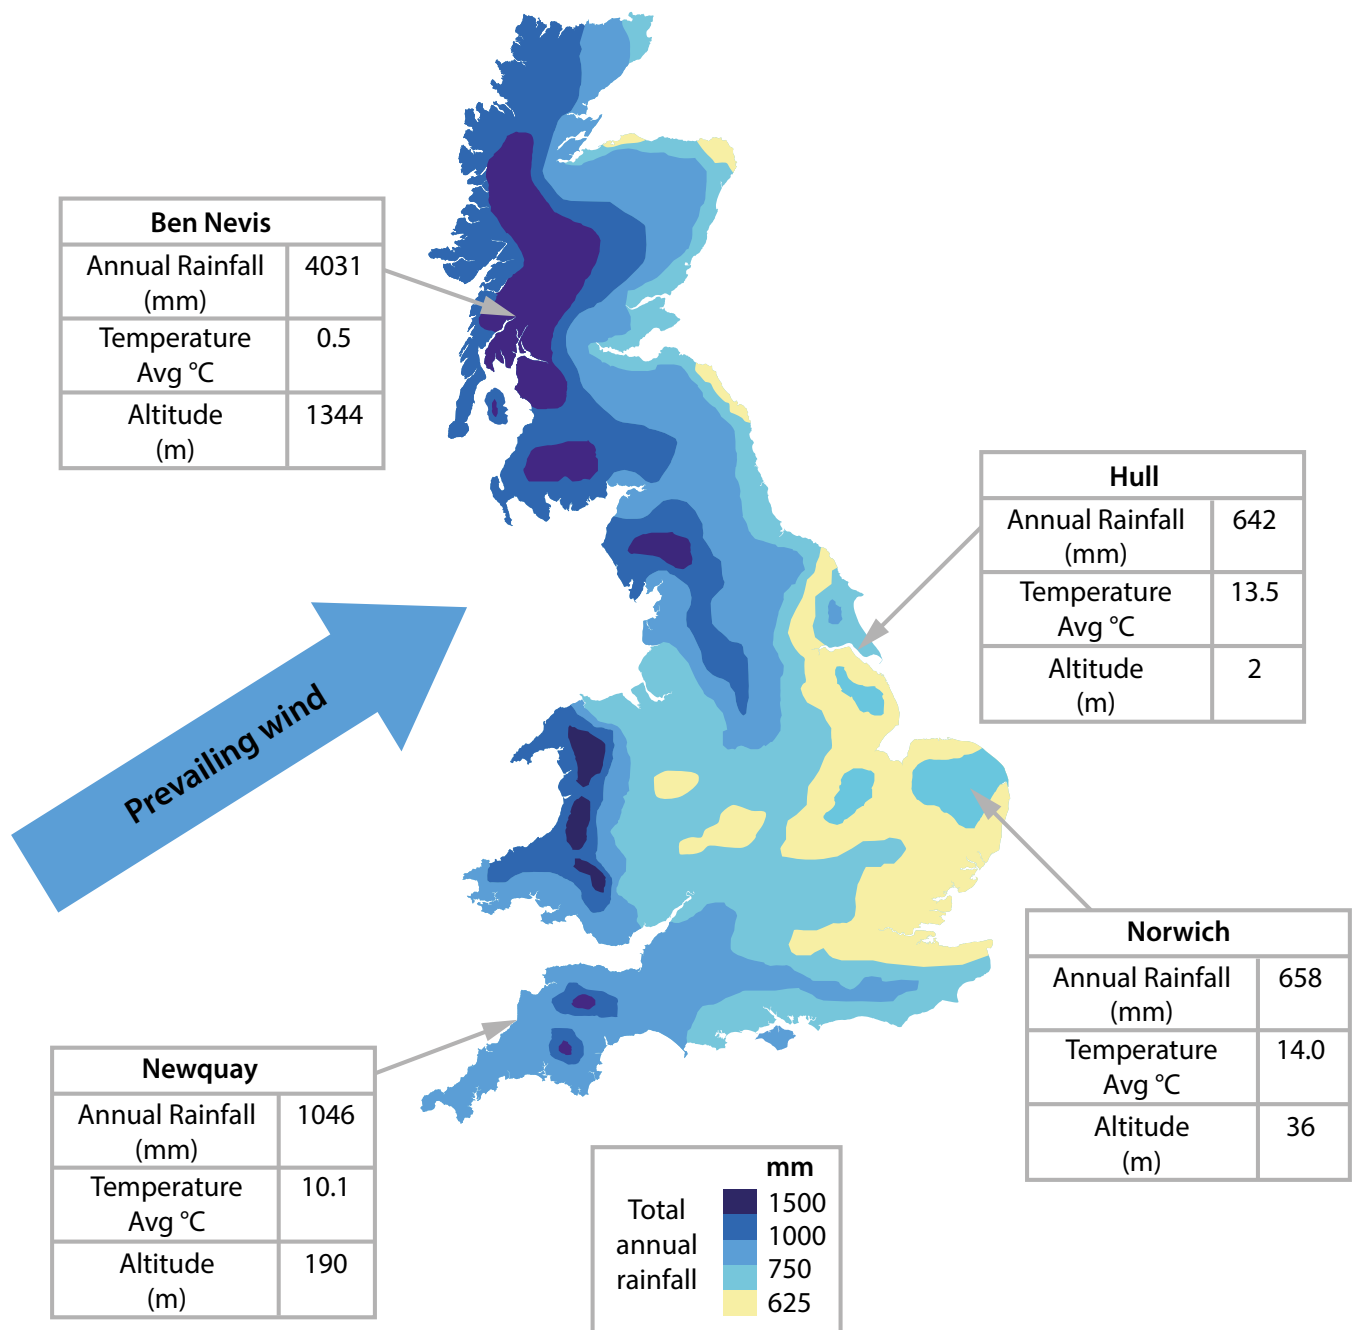 Ben Nevis
Annual Rainfall 4031
(mm)
Temperature 0.5
Avg °C
Altitude 1344
(m)
Hull
Annual Rainfall 642
(mm)
Temperature 13.5
Avg °C
Altitude 2
(m)
Prevailing wind
Norwich
Annual Rainfall 658
(mm)
Temperature 14.0
Avg °C
Altitude 36
(m)
Newquay
Annual Rainfall 1046
(mm)
Temperature 10.1
Avg °C
Altitude 190
(m)
mm
Total
annual
rainfall
1500
1000
750
625